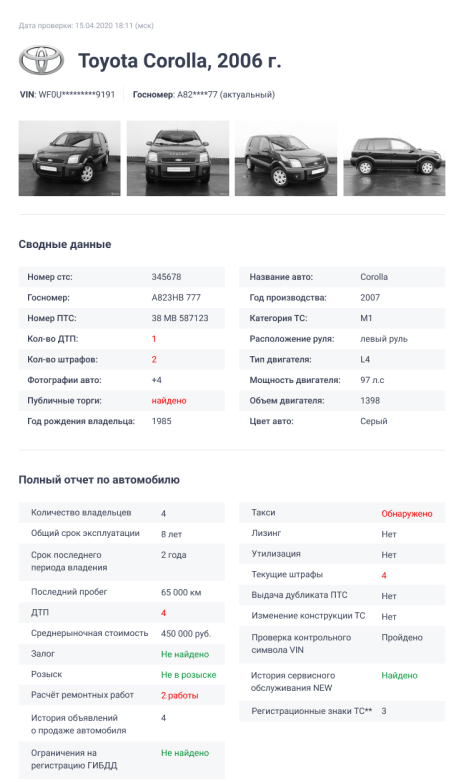 Дата проверки: 15.04.2020 18:11 (мск)
Toyota Corolla, 2006 г.
VIN: WF0U*********9191 Госномер: A82****77 (актуальный)
Сводные данные
Номер стс: 345678
Госномер: A823HB 777
Номер ПТС: 38 MB 587123
Кол-во ДТП: 1
Кол-во штрафов: 2
Фотографии авто: +4
Публичные торги: найдено
Год рождения владельца: 1985
Название авто: Corolla
Год производства: 2007
Категория ТС: M1
Расположение руля: левый руль
Тип двигателя: L4
Мощность двигателя: 97 л.с
Объем двигателя: 1398
Цвет авто: Серый
Полный отчет по автомобилю
Количество владельцев 4
Общий срок эксплуатации 8 лет
Срок последнего 2 года
периода владения
Последний пробег 65 000 км
ДТП 4
Среднерыночная стоимость 450 000 руб.
Залог Не найдено
Розыск Не в розыске
Расчёт ремонтных работ 2 работы
История объявлений 4
о продаже автомобиля
Ограничения на Не найдено
регистрацию ГИБДД
Такси Обнаружено
Лизинг Нет
Утилизация Нет
Текущие штрафы 4
Выдача дубликата ПТС Нет
Изменение конструкции ТС Нет
Проверка контрольного Пройдено
символа VIN
История сервисного Найдено
обслуживания NEW
Регистрационные знаки ТС** 3